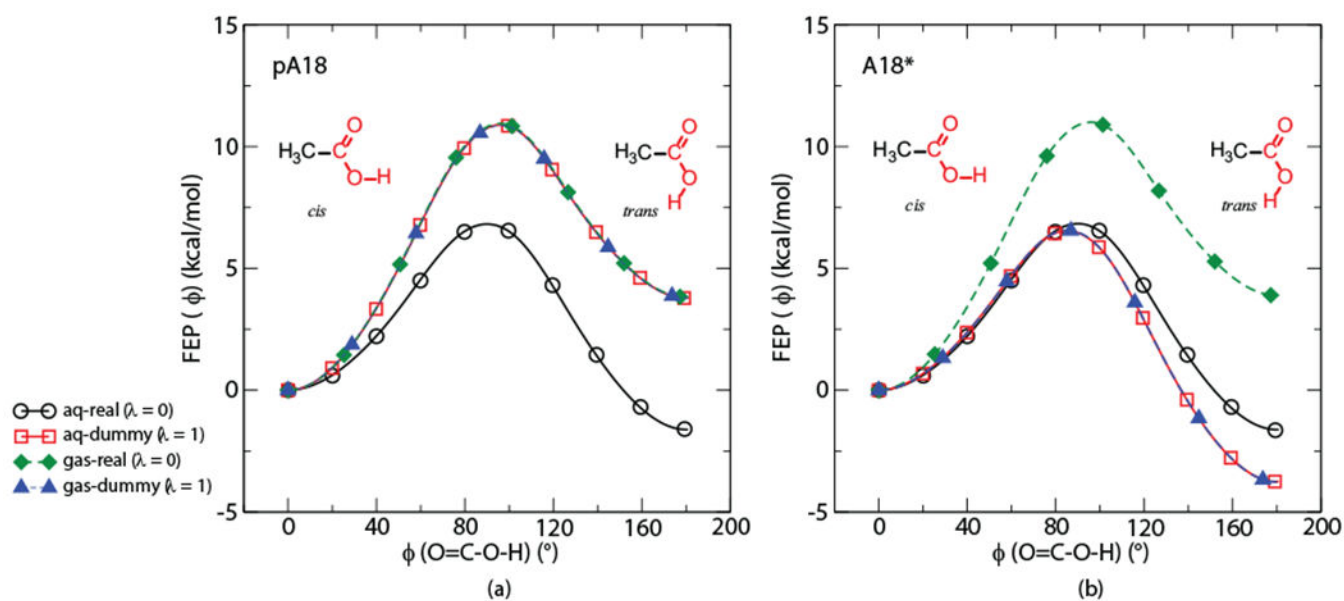 15
pA18
10
5
0
-5
FEP ( ϕ) (kcal/mol)
O
H₃C
C
O
H
cis
O
H₃C
C
O
H
trans
0
40
80
120
160
200
ϕ (O=C-O-H) (°)
(a)
15
A18*
10
5
0
-5
FEP ( ϕ) (kcal/mol)
O
H₃C
C
O
H
cis
O
H₃C
C
O
H
trans
0
40
80
120
160
200
ϕ (O=C-O-H) (°)
(b)
aq-real (λ = 0)
aq-dummy (λ = 1)
gas-real (λ = 0)
gas-dummy (λ = 1)